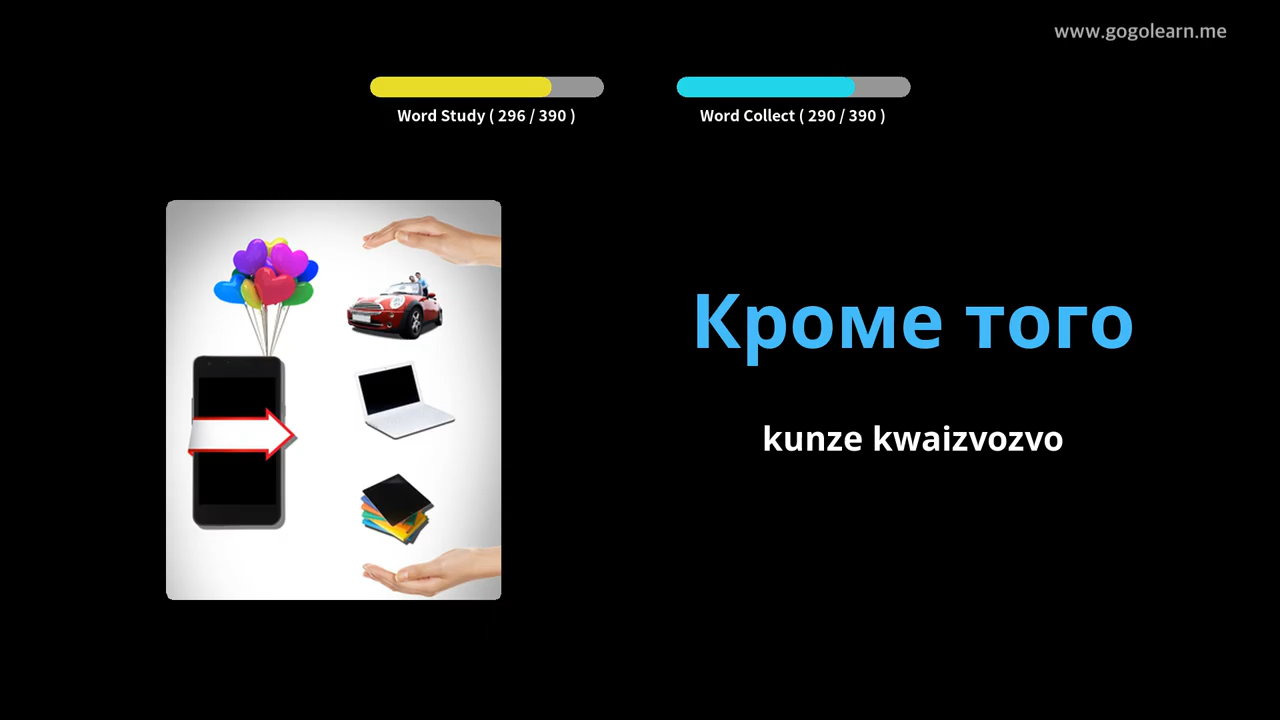 www.gogolearn.me
Word Study ( 296 / 390 )
Word Collect ( 290 / 390 )
Кроме того
kunze kwaizvozvo